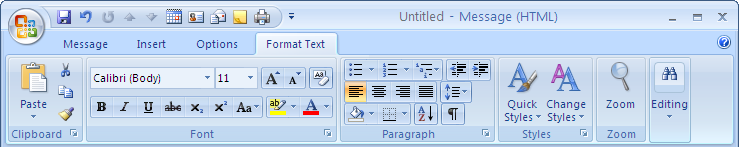 Untitled - Message (HTML)
Message Insert Options Format Text
Calibri (Body) 11 A A Aa
Paste
B I U abc x₂ x² Aa ab A
Quick Styles
Change Styles
Zoom
Editing
A Z ¶
Clipboard Font Paragraph Styles Zoom